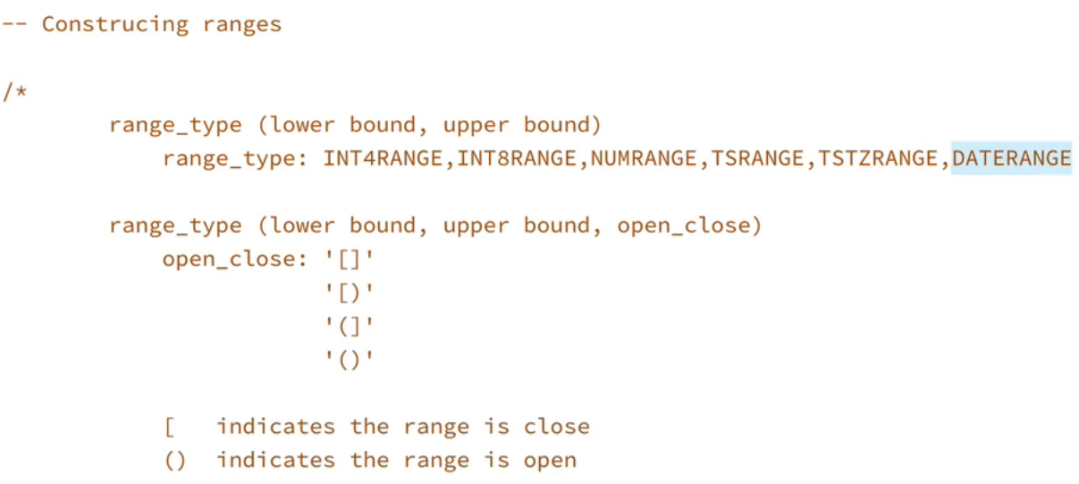 -- Construcing ranges
/*
range_type (lower bound, upper bound)
range_type: INT4RANGE,INT8RANGE,NUMRANGE,TSRANGE,TSTZRANGE,DATERANGE
range_type (lower bound, upper bound, open_close)
open_close: '[]'
'[)'
'(]'
'()'
[ indicates the range is close
() indicates the range is open